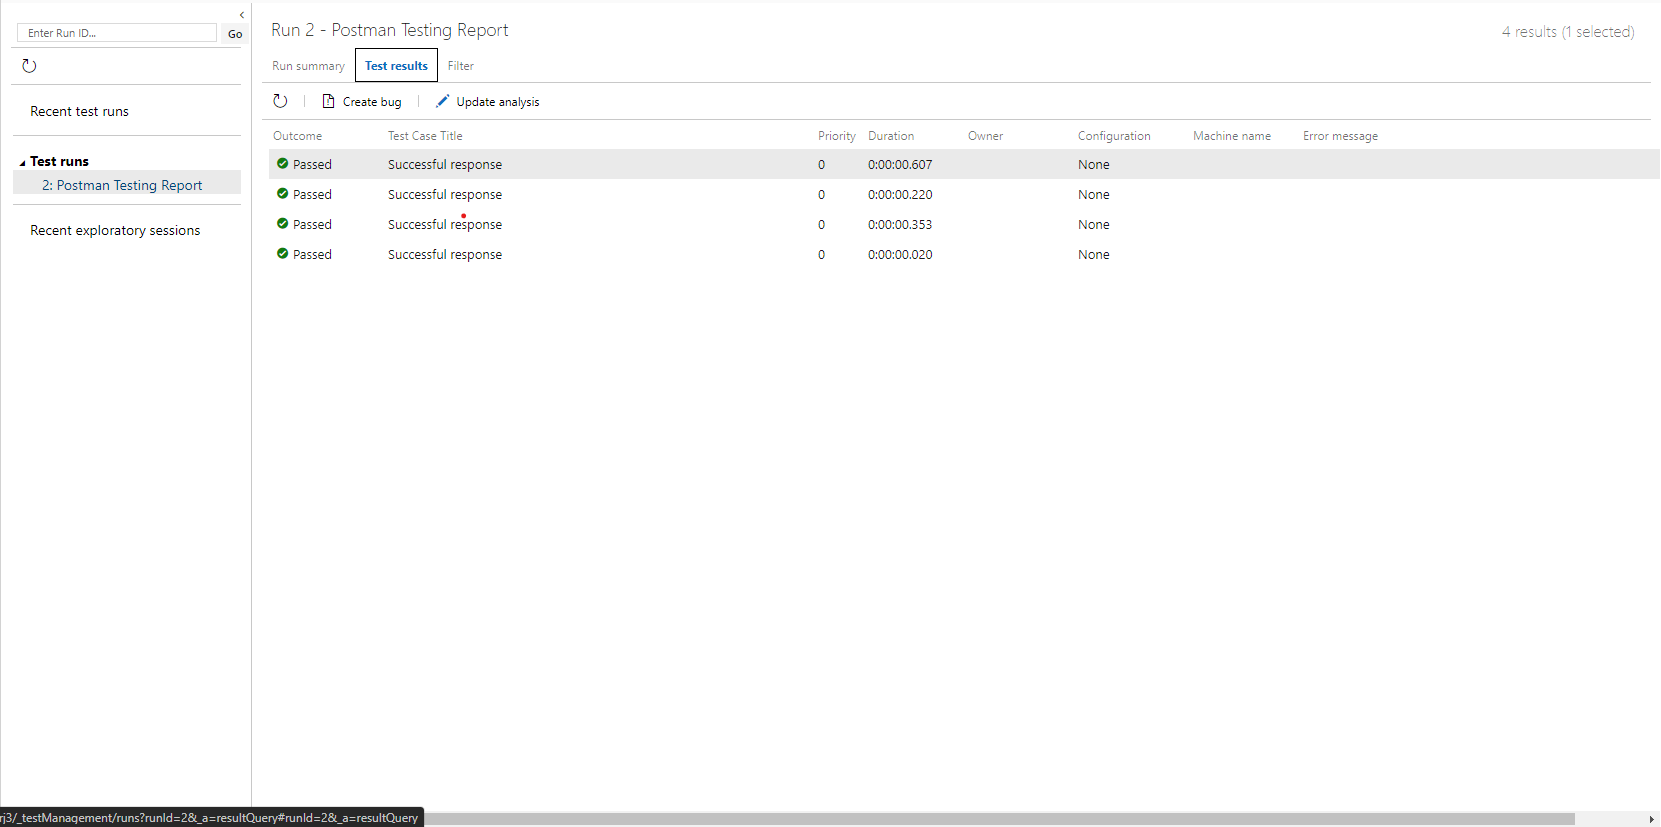 Enter Run ID...
Go
Recent test runs
Test runs
2: Postman Testing Report
Recent exploratory sessions
Run 2 - Postman Testing Report
4 results (1 selected)
Run summary Test results Filter
Create bug Update analysis
Outcome Test Case Title Priority Duration Owner Configuration Machine name Error message
Passed Successful response 0 0:00:00.607 None
Passed Successful response 0 0:00:00.220 None
Passed Successful response 0 0:00:00.353 None
Passed Successful response 0 0:00:00.020 None
rj3/_testManagement/runs?runId=2&_a=resultQuery#runId=2&_a=resultQuery